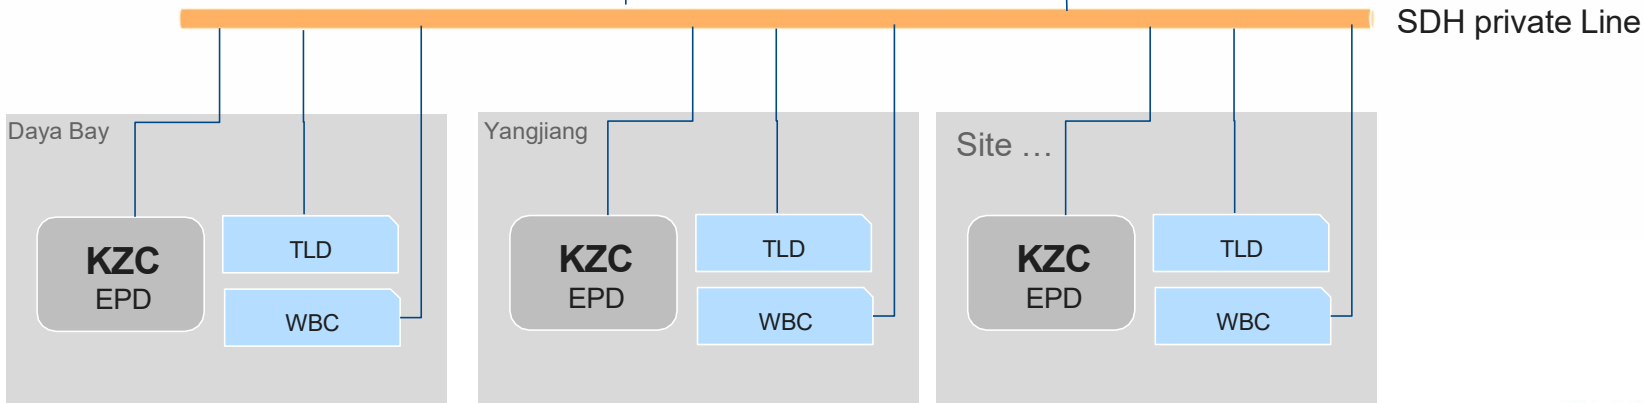 SDH private Line
Daya Bay
Yangjiang
Site …
KZC
EPD
TLD
WBC
KZC
EPD
TLD
WBC
KZC
EPD
TLD
WBC